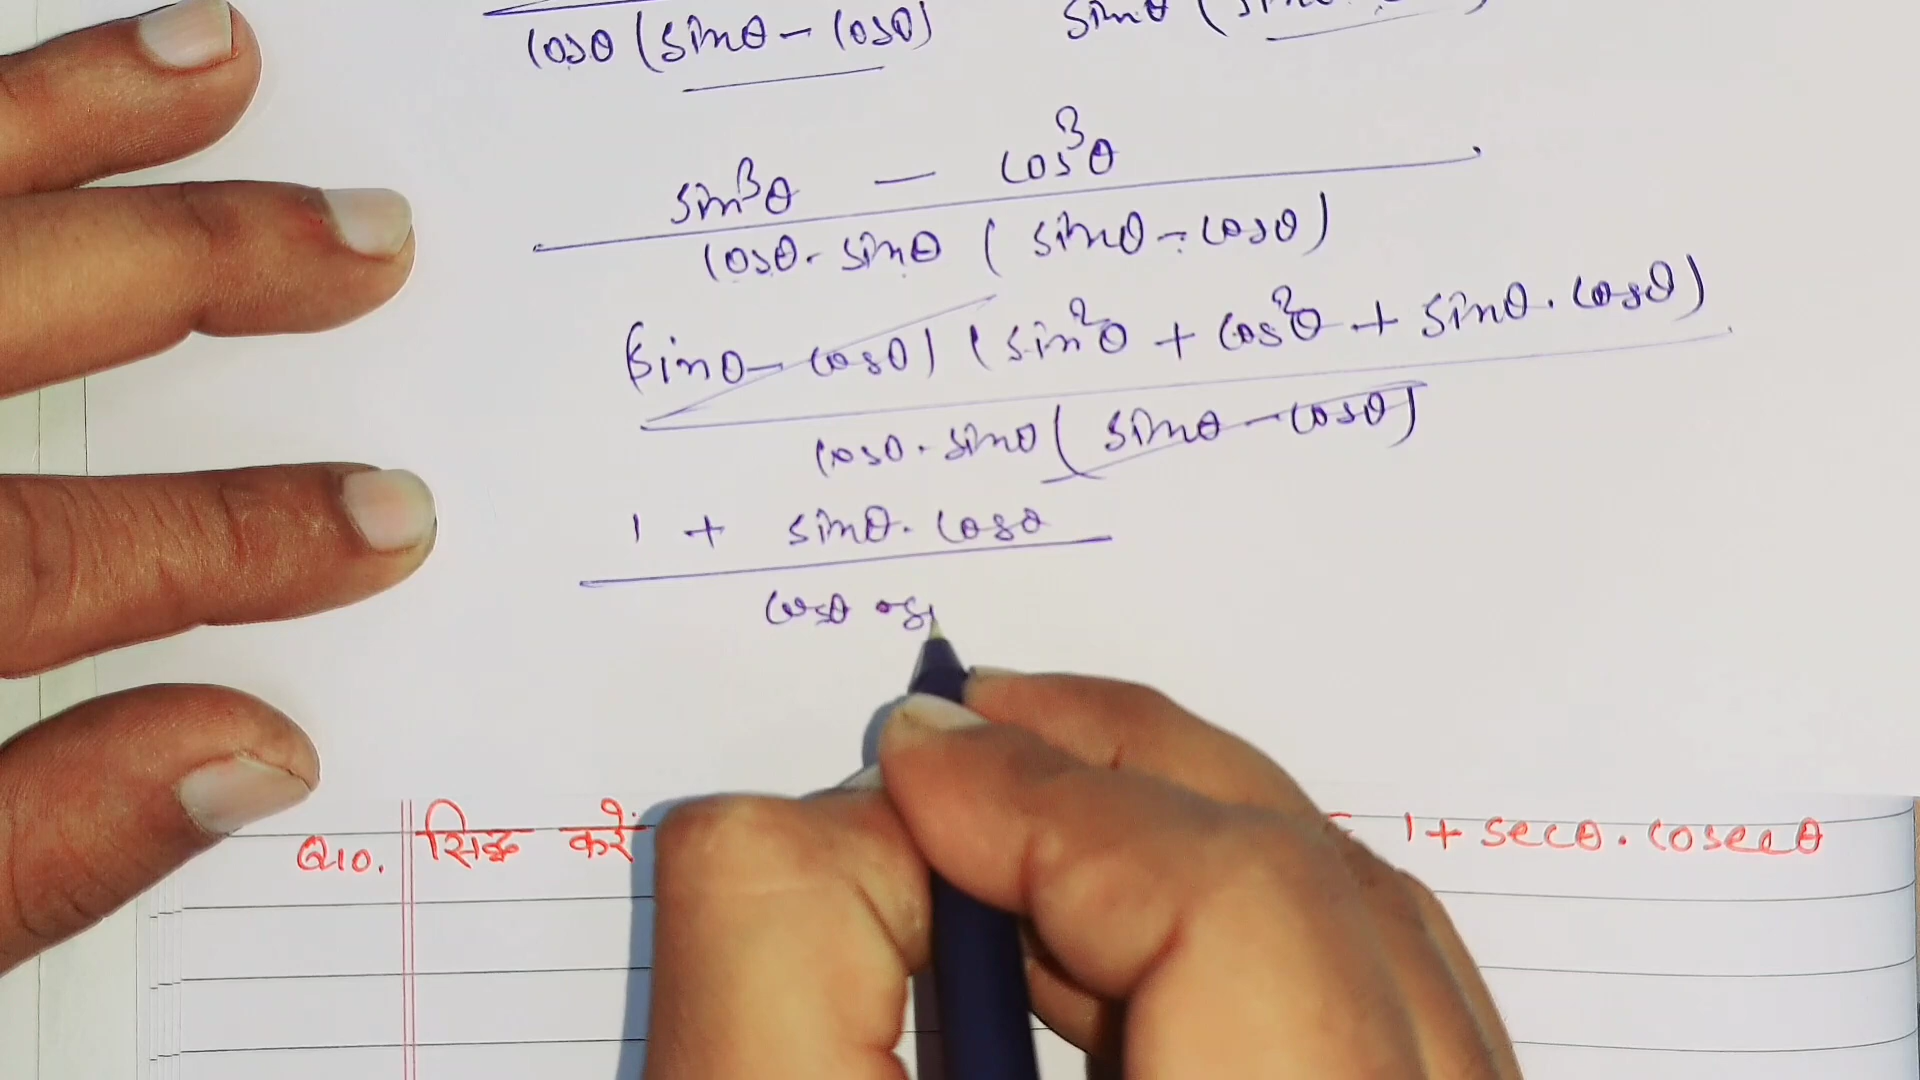 cosθ (sinθ - cosθ) sinθ (
sin³θ - cos³θ
cosθ. sinθ ( sinθ - cosθ)
(sinθ - cosθ) (sin²θ + cos²θ + sinθ. cosθ)
cosθ. sinθ ( sinθ - cosθ)
1 + sinθ. cosθ
cosθ
Q10. सिद्ध करें = 1 + secθ. cosecθ